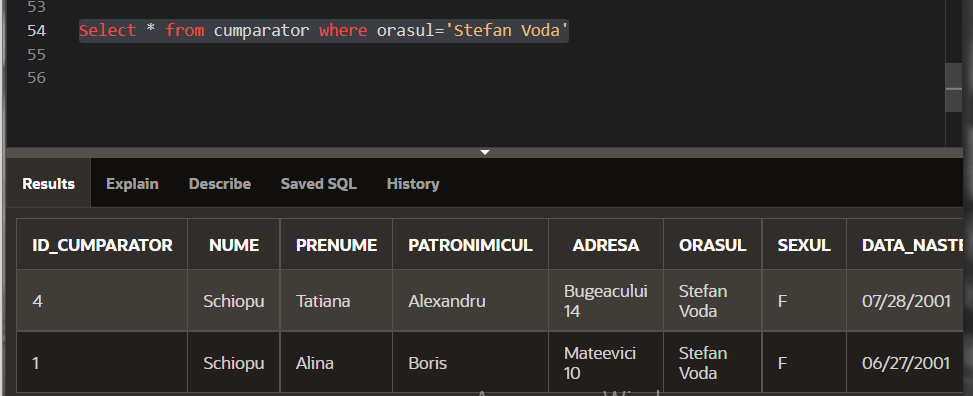 53
54 Select * from cumparator where orasul='Stefan Voda'
55
56
Results Explain Describe Saved SQL History
ID_CUMPARATOR NUME PRENUME PATRONIMICUL ADRESA ORASUL SEXUL DATA_NASTE
4 Schiopu Tatiana Alexandru Bugeacului 14 Stefan Voda F 07/28/2001
1 Schiopu Alina Boris Mateevici 10 Stefan Voda F 06/27/2001